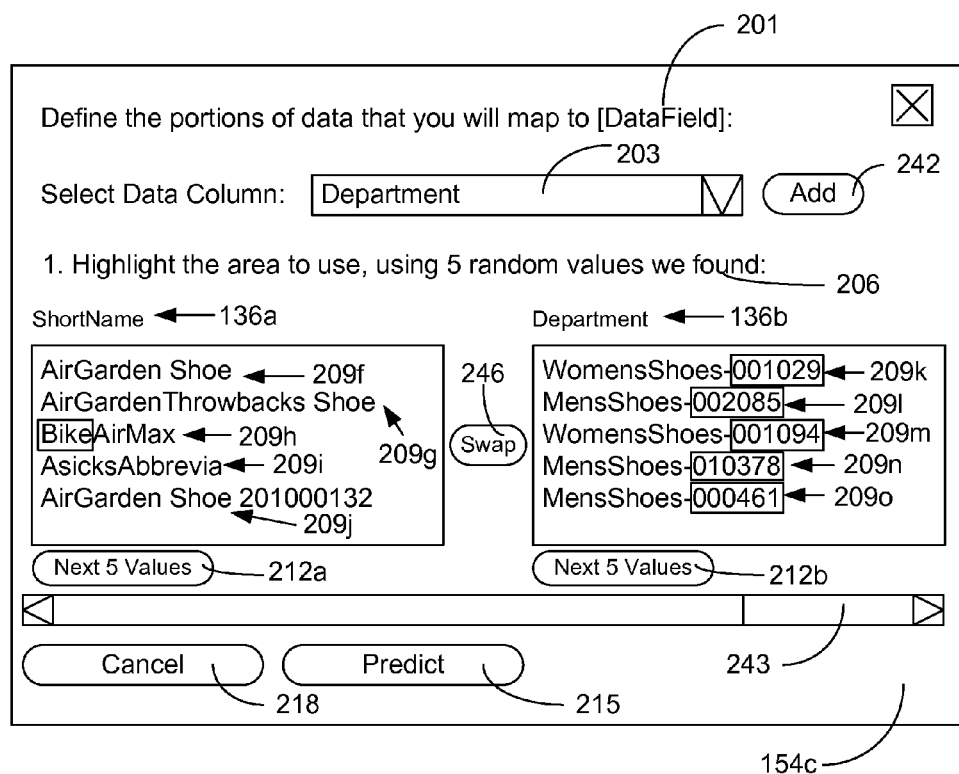 201
Define the portions of data that you will map to [DataField]:
203
242
Select Data Column: Department Add
1. Highlight the area to use, using 5 random values we found:
206
ShortName 136a
Department 136b
AirGarden Shoe 209f
AirGardenThrowbacks Shoe
BikeAirMax 209h 209g
AsicksAbbrevia 209i
AirGarden Shoe 201000132
209j
246
Swap
WomensShoes-001029 209k
MensShoes-002085 209l
WomensShoes-001094 209m
MensShoes-010378 209n
MensShoes-000461 209o
Next 5 Values 212a
Next 5 Values 212b
243
Cancel Predict
218 215
154c